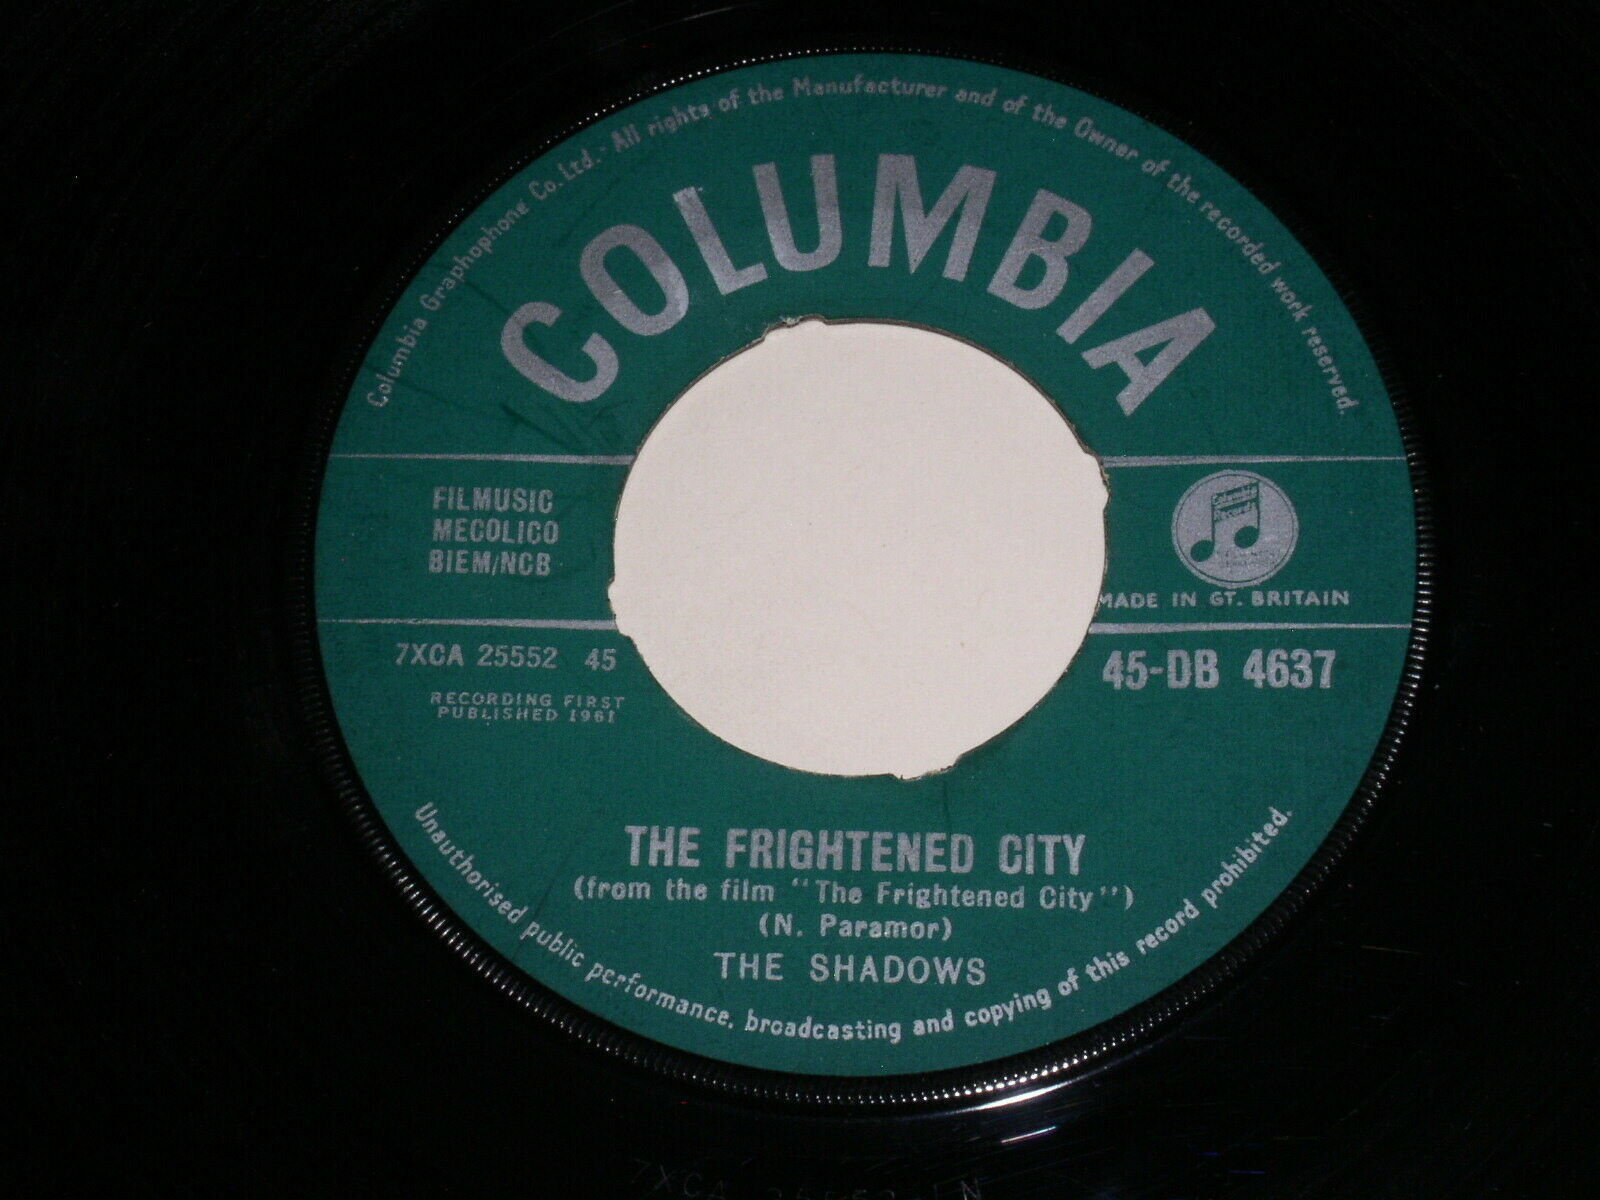 Columbia Graphophone Co. Ltd. - All rights of the Manufacturer and of the Owner of the recorded work reserved.
COLUMBIA
FILMUSIC
MECOLICO
BIEM/NCB
Columbia
Records
MADE IN GT. BRITAIN
7XCA 25552 45
45-DB 4637
RECORDING FIRST
PUBLISHED 1961
THE FRIGHTENED CITY
(from the film "The Frightened City")
(N. Paramor)
THE SHADOWS
Unauthorised public performance, broadcasting and copying of this record prohibited.
7XCA